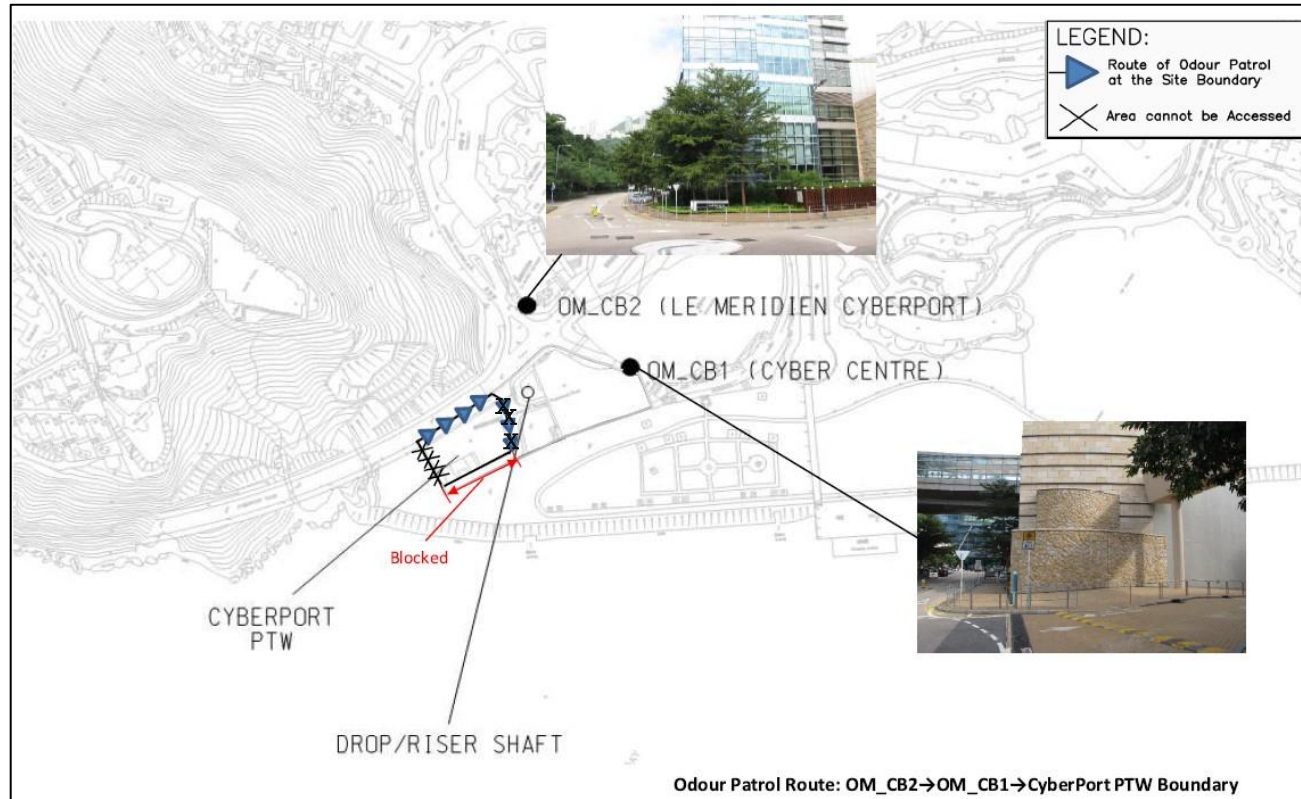 LEGEND:
Route of Odour Patrol
at the Site Boundary
Area cannot be Accessed
OM_CB2 (LE MERIDIEN CYBERPORT)
OM_CB1 (CYBER CENTRE)
X
X
X
Blocked
CYBERPORT
PTW
DROP/RISER SHAFT
Odour Patrol Route: OM_CB2→OM_CB1→CyberPort PTW Boundary